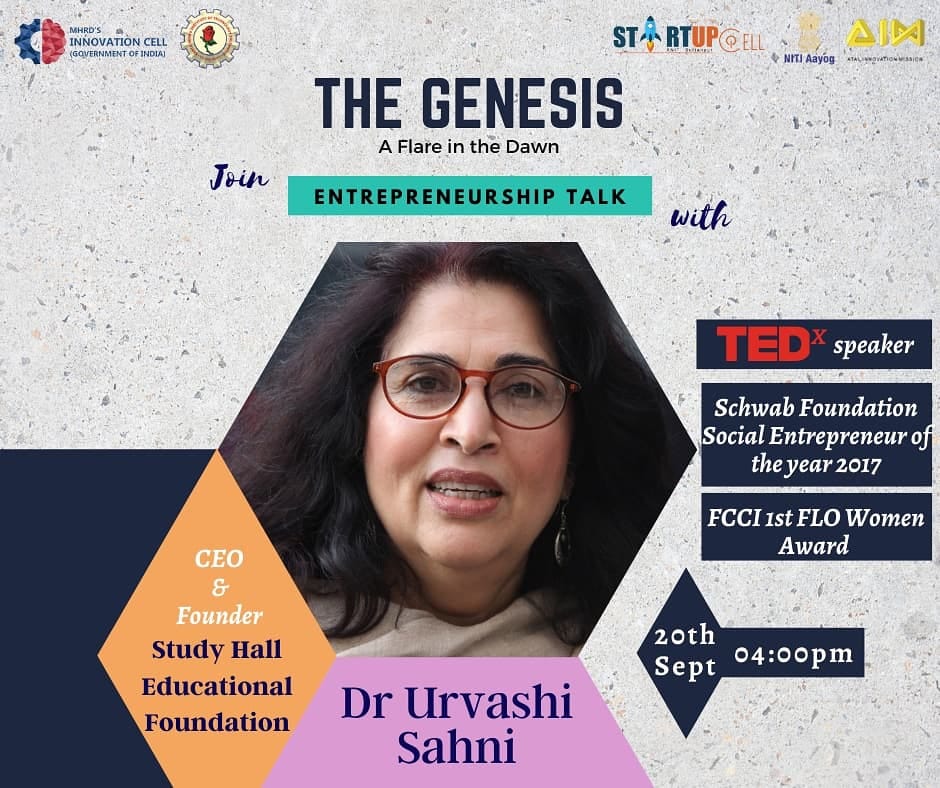 MHRD'S
INNOVATION CELL
(GOVERNMENT OF INDIA)
STARTUP CELL
NITI Aayog
AIM
ATAL INNOVATION MISSION
THE GENESIS
A Flare in the Dawn
Join
ENTREPRENEURSHIP TALK
with
TEDx speaker
Schwab Foundation
Social Entrepreneur of
the year 2017
FCCI 1st FLO Women
Award
CEO
&
Founder
Study Hall
Educational
Foundation
20th
Sept
04:00pm
Dr Urvashi
Sahni